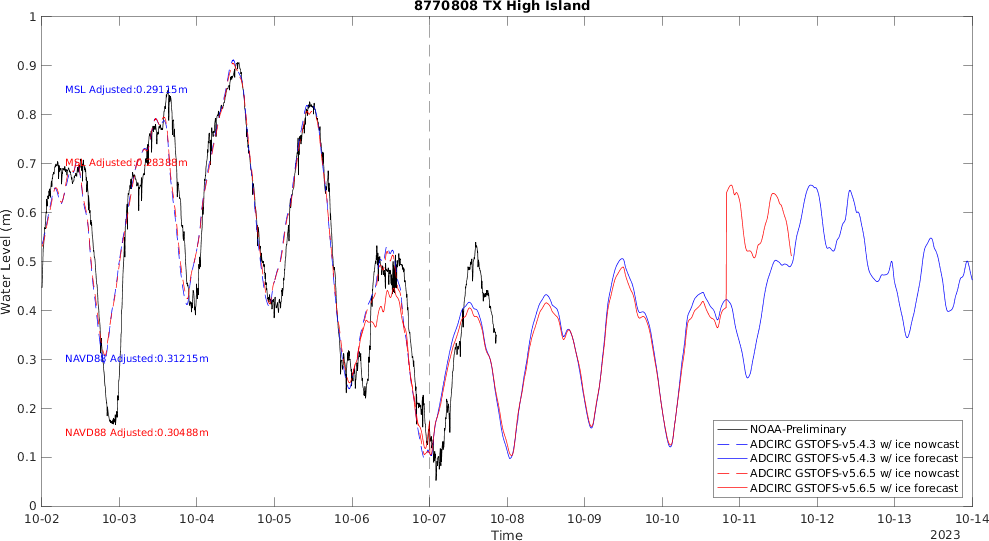 8770808 TX High Island
Water Level (m)
1
0.9
0.8
0.7
0.6
0.5
0.4
0.3
0.2
0.1
0
MSL Adjusted:0.29115m
MSL Adjusted:0.28388m
NAVD88 Adjusted:0.31215m
NAVD88 Adjusted:0.30488m
NOAA-Preliminary
ADCIRC GSTOFS-v5.4.3 w/ ice nowcast
ADCIRC GSTOFS-v5.4.3 w/ ice forecast
ADCIRC GSTOFS-v5.6.5 w/ ice nowcast
ADCIRC GSTOFS-v5.6.5 w/ ice forecast
10-02 10-03 10-04 10-05 10-06 10-07 10-08 10-09 10-10 10-11 10-12 10-13 10-14
Time
2023